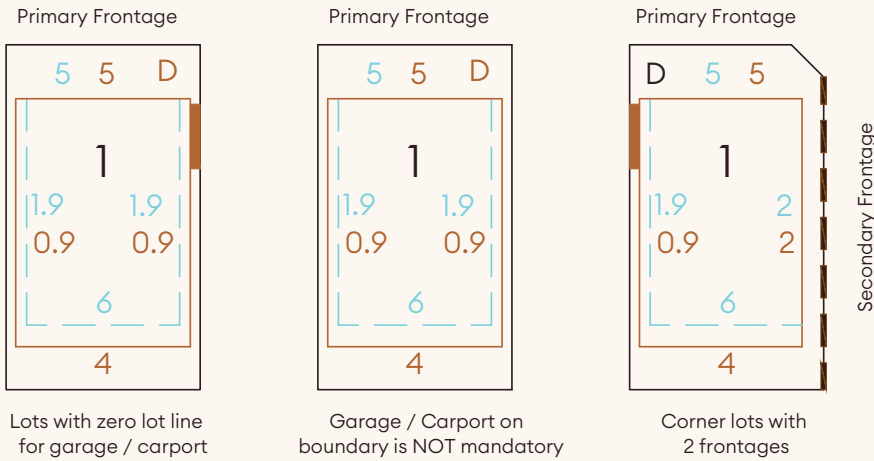 Primary Frontage
5 5 D
1
1.9 1.9
0.9 0.9
6
4
Lots with zero lot line
for garage / carport
Primary Frontage
5 5 D
1
1.9 1.9
0.9 0.9
6
4
Garage / Carport on
boundary is NOT mandatory
Primary Frontage
D 5 5
1
1.9 2
0.9 2
6
4
Secondary Frontage
Corner lots with
2 frontages